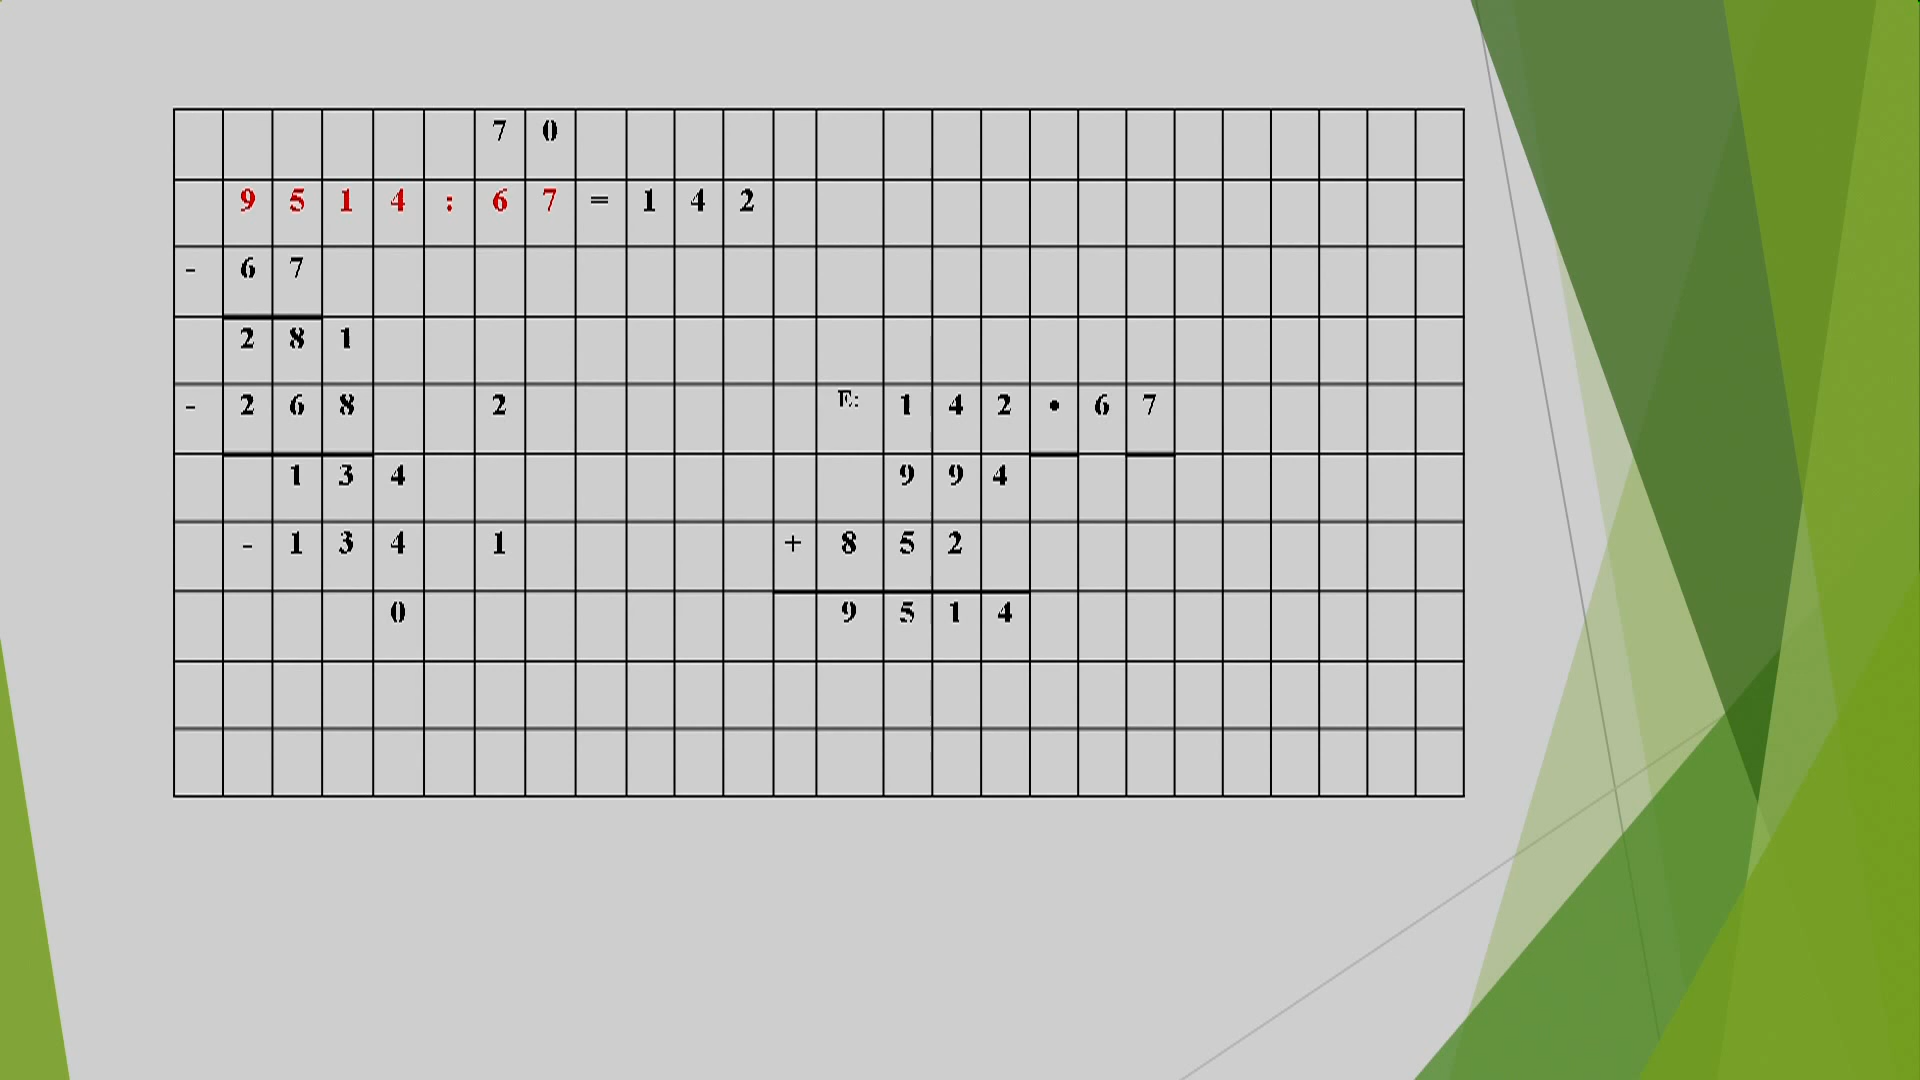 7 0
9 5 1 4 : 6 7 = 1 4 2
- 6 7
2 8 1
- 2 6 8 2
1 3 4
- 1 3 4 1
0
E: 1 4 2 • 6 7
9 9 4
+ 8 5 2
9 5 1 4